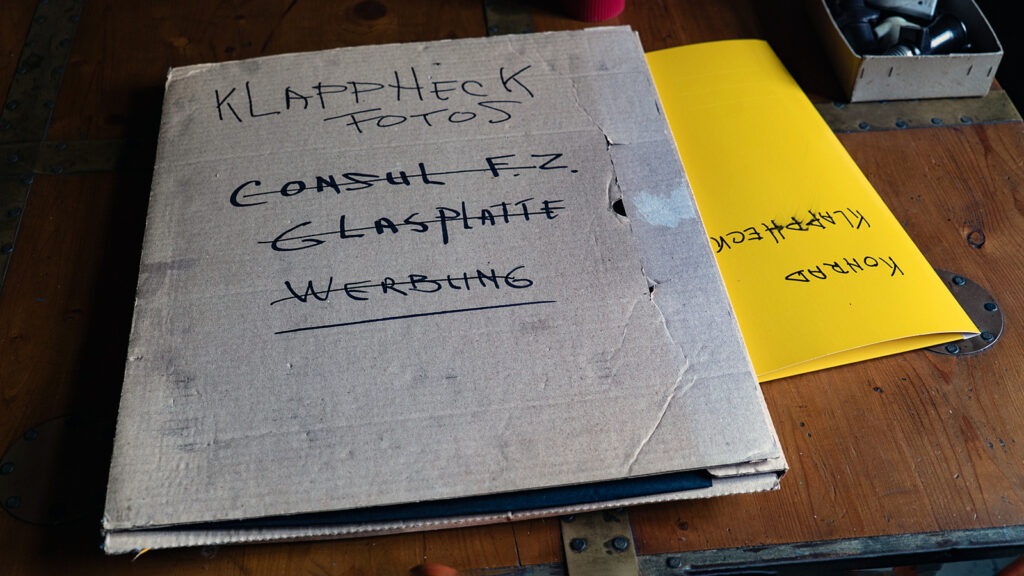 KLAPPHECK
FOTOS
CONSUL F.Z.
GLASPLATTE
WERBUNG
KONRAD
KLAPPHECK